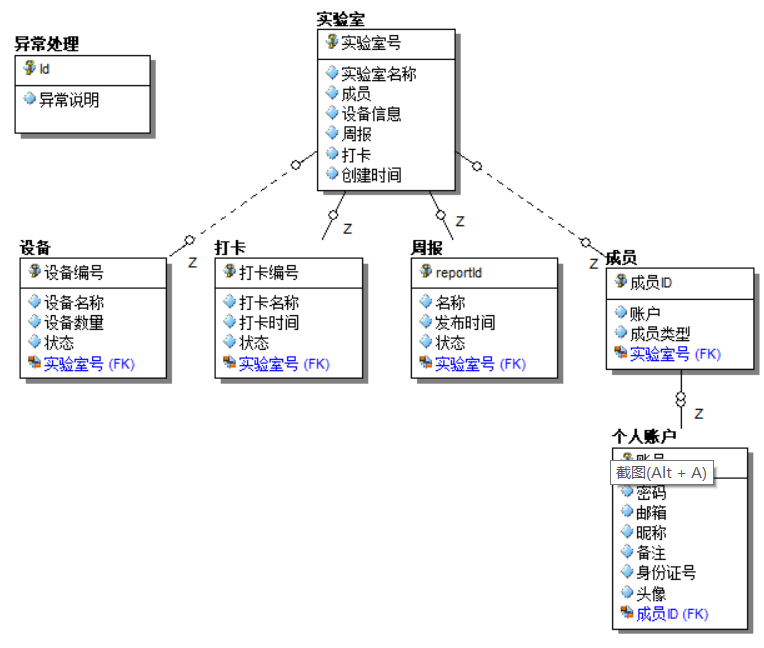 实验室
实验室号
实验室名称
成员
设备信息
周报
打卡
创建时间
异常处理
Id
异常说明
Z
Z
Z
Z
设备
设备编号
设备名称
设备数量
状态
实验室号 (FK)
打卡
打卡编号
打卡名称
打卡时间
状态
实验室号 (FK)
周报
reportId
名称
发布时间
状态
实验室号 (FK)
成员
成员ID
账户
成员类型
实验室号 (FK)
Z
个人账户
截图(Alt + A)
密码
邮箱
昵称
备注
身份证号
头像
成员ID (FK)